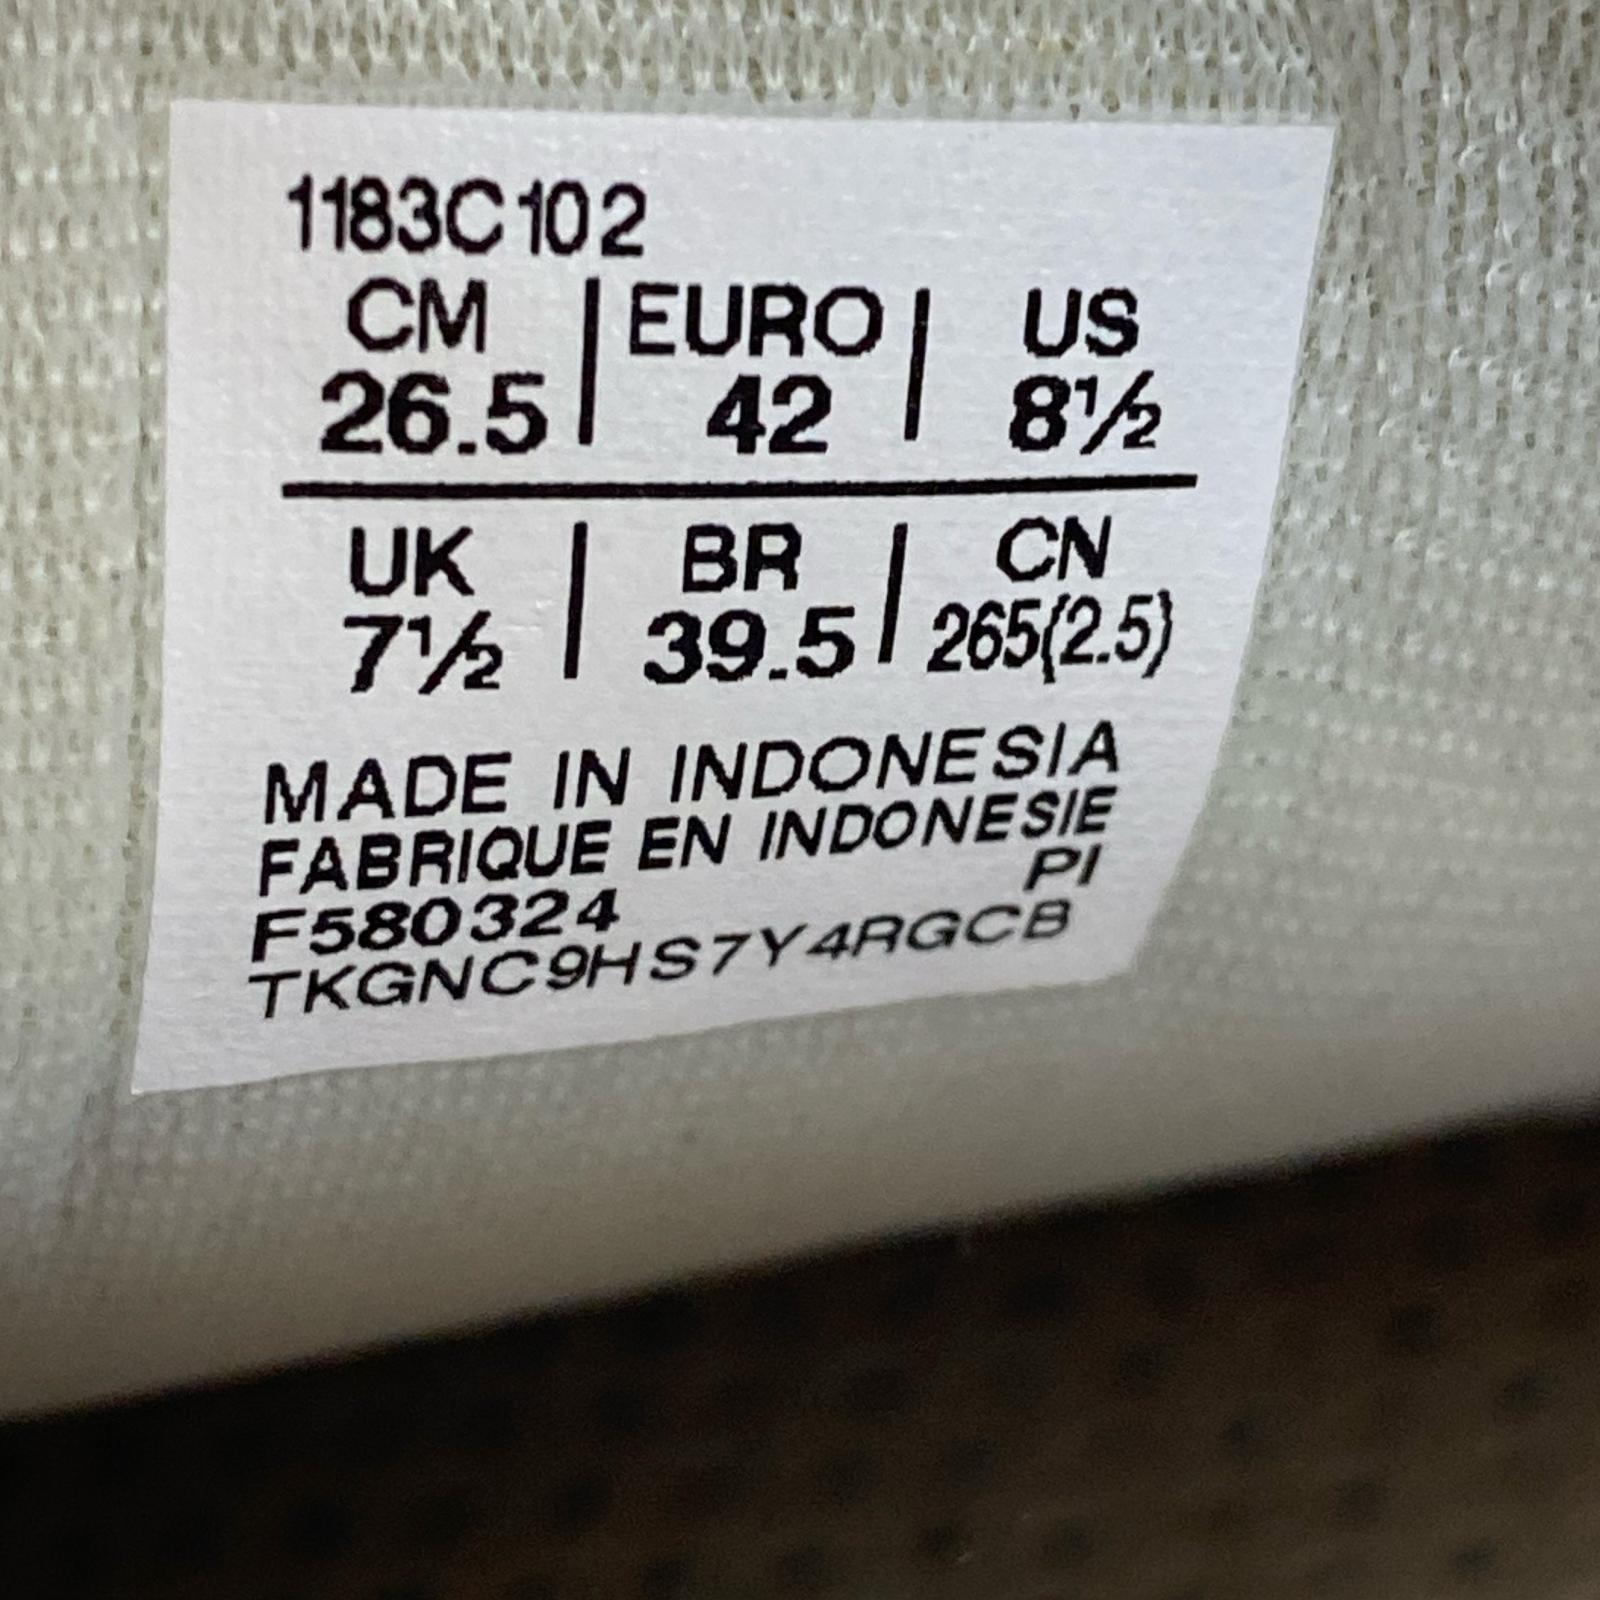 1183C102
CM | EURO | US
26.5 | 42 | 8½
UK | BR | CN
7½ | 39.5 | 265(2.5)
MADE IN INDONESIA
FABRIQUE EN INDONESIE
PI
F580324
TKGNC9HS7Y4RGCB